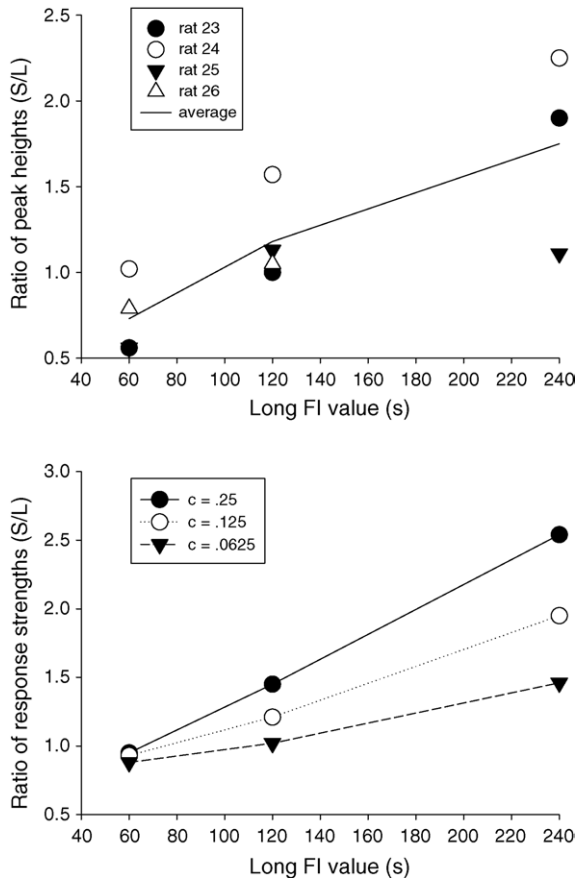 2.5
2.0
1.5
1.0
0.5
Ratio of peak heights (S/L)
rat 23
rat 24
rat 25
rat 26
average
40 60 80 100 120 140 160 180 200 220 240
Long FI value (s)
3.0
2.5
2.0
1.5
1.0
0.5
Ratio of response strengths (S/L)
c = .25
c = .125
c = .0625
40 60 80 100 120 140 160 180 200 220 240
Long FI value (s)